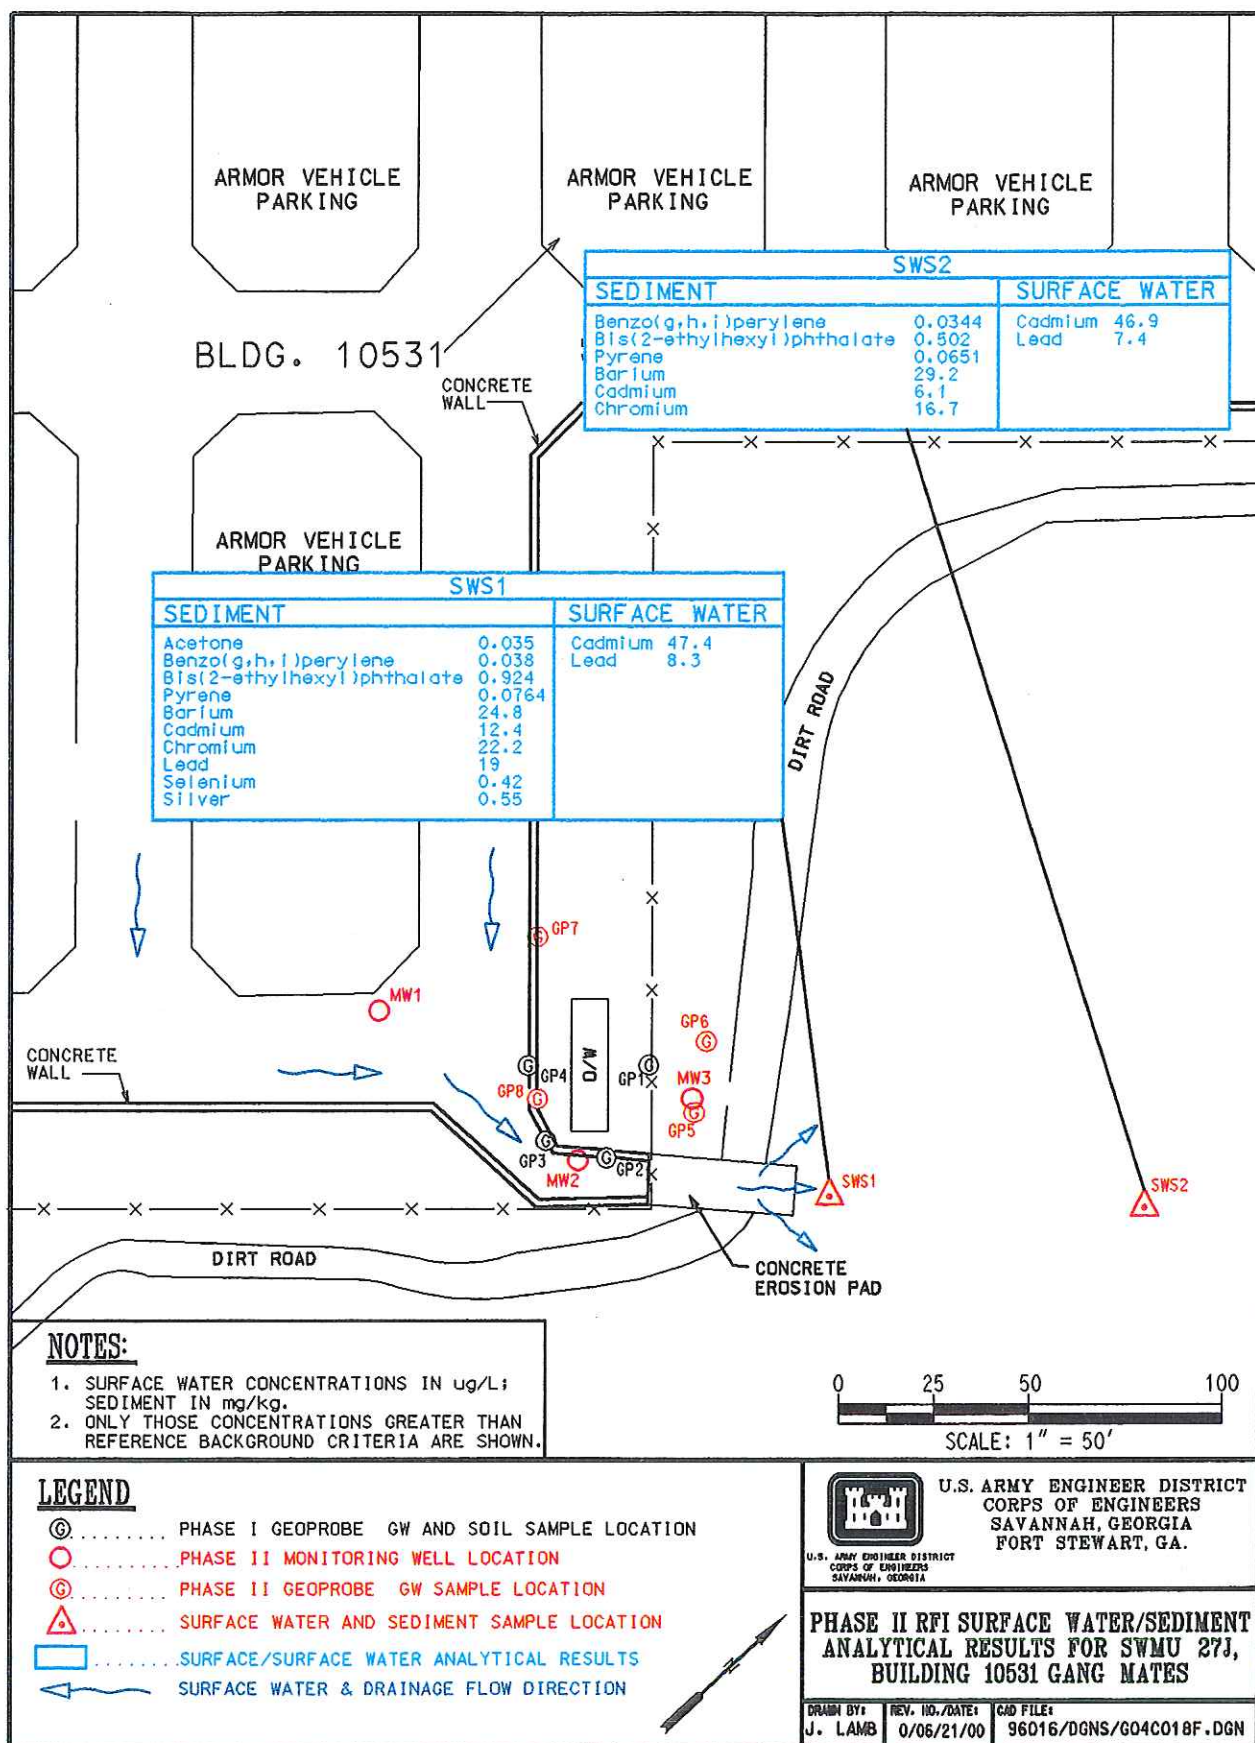 ARMOR VEHICLE
PARKING
ARMOR VEHICLE
PARKING
ARMOR VEHICLE
PARKING
SWS2
SEDIMENT
SURFACE WATER
Benzo(g,h,i)perylene 0.0344
Bis(2-ethylhexyl)phthalate 0.502
Pyrene 0.0651
Barium 29.2
Cadmium 6.1
Chromium 16.7
Cadmium 46.9
Lead 7.4
BLDG. 10531
CONCRETE
WALL
ARMOR VEHICLE
PARKING
SWS1
SEDIMENT
SURFACE WATER
Acetone 0.035
Benzo(g,h,i)perylene 0.038
Bis(2-ethylhexyl)phthalate 0.924
Pyrene 0.0764
Barium 24.8
Cadmium 12.4
Chromium 22.2
Lead 19
Selenium 0.42
Silver 0.55
Cadmium 47.4
Lead 8.3
DIRT ROAD
G GP7
MW1
GP6
G
CONCRETE
WALL
G GP4
O/W
GP1 G
MW3
GP8 G
G
GP5
G
GP3
G GP2
MW2
SWS1
SWS2
DIRT ROAD
CONCRETE
EROSION PAD
NOTES:
1. SURFACE WATER CONCENTRATIONS IN ug/L;
SEDIMENT IN mg/kg.
2. ONLY THOSE CONCENTRATIONS GREATER THAN
REFERENCE BACKGROUND CRITERIA ARE SHOWN.
0 25 50 100
SCALE: 1" = 50'
LEGEND
G ......... PHASE I GEOPROBE GW AND SOIL SAMPLE LOCATION
......... PHASE II MONITORING WELL LOCATION
G ......... PHASE II GEOPROBE GW SAMPLE LOCATION
......... SURFACE WATER AND SEDIMENT SAMPLE LOCATION
........ SURFACE/SURFACE WATER ANALYTICAL RESULTS
SURFACE WATER & DRAINAGE FLOW DIRECTION
N
U.S. ARMY ENGINEER DISTRICT
CORPS OF ENGINEERS
SAVANNAH, GEORGIA
U.S. ARMY ENGINEER DISTRICT
CORPS OF ENGINEERS
SAVANNAH, GEORGIA
FORT STEWART, GA.
PHASE II RFI SURFACE WATER/SEDIMENT
ANALYTICAL RESULTS FOR SWMU 27J,
BUILDING 10531 GANG MATES
DRAWN BY:
J. LAMB
REV. NO./DATE:
0/06/21/00
CAD FILE:
96016/DGNS/G04C018F.DGN